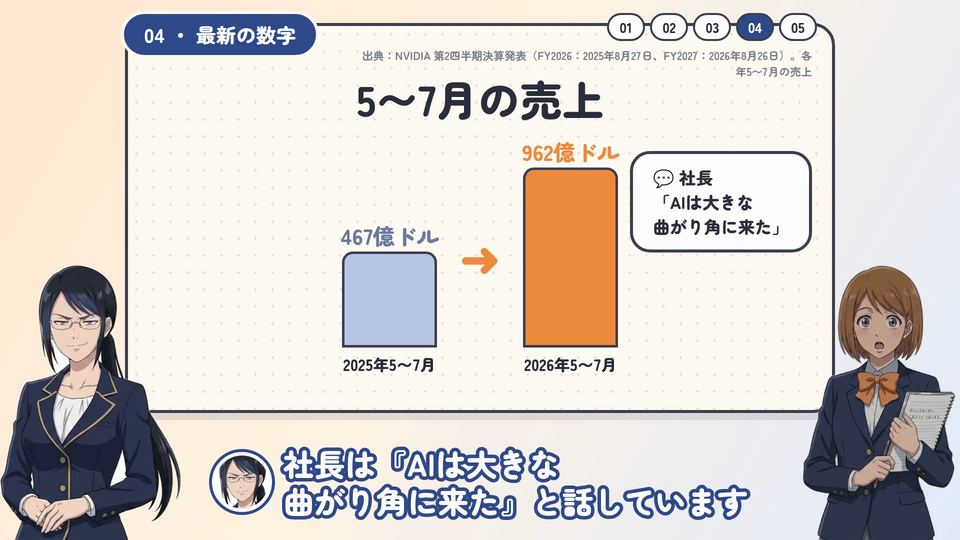 04 ・ 最新の数字
01 02 03 04 05
出典：NVIDIA 第2四半期決算発表（FY2026：2025年8月27日、FY2027：2026年8月26日）。各
年5〜7月の売上
5〜7月の売上
962億ドル
467億ドル
💬 社長
「AIは大きな
曲がり角に来た」
2025年5〜7月
2026年5〜7月
社長は『AIは大きな
曲がり角に来た』と話しています